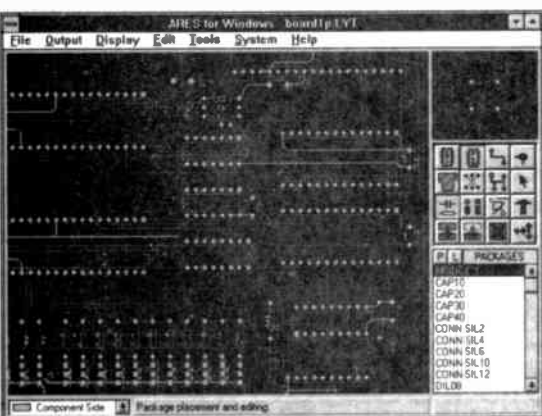 ARES for Windows board1p.LYT
File Output Display Edit Tools System Help
P L PACKAGES
CAP10
CAP20
CAP30
CAP40
CONN SIL2
CONN SIL4
CONN SIL6
CONN SIL10
CONN SIL12
DIL08
Component Side Package placement and editing